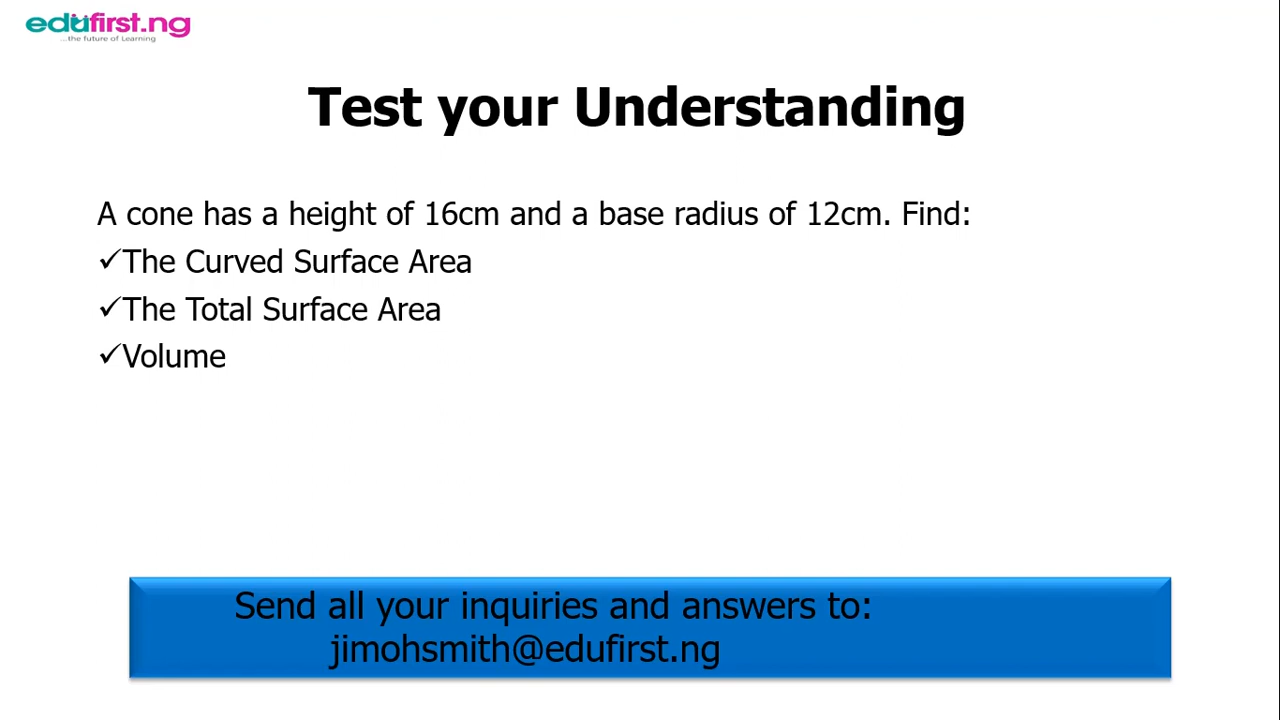 edufirst.ng
...the future of Learning
Test your Understanding
A cone has a height of 16cm and a base radius of 12cm. Find:
✓The Curved Surface Area
✓The Total Surface Area
✓Volume
Send all your inquiries and answers to:
jimohsmith@edufirst.ng